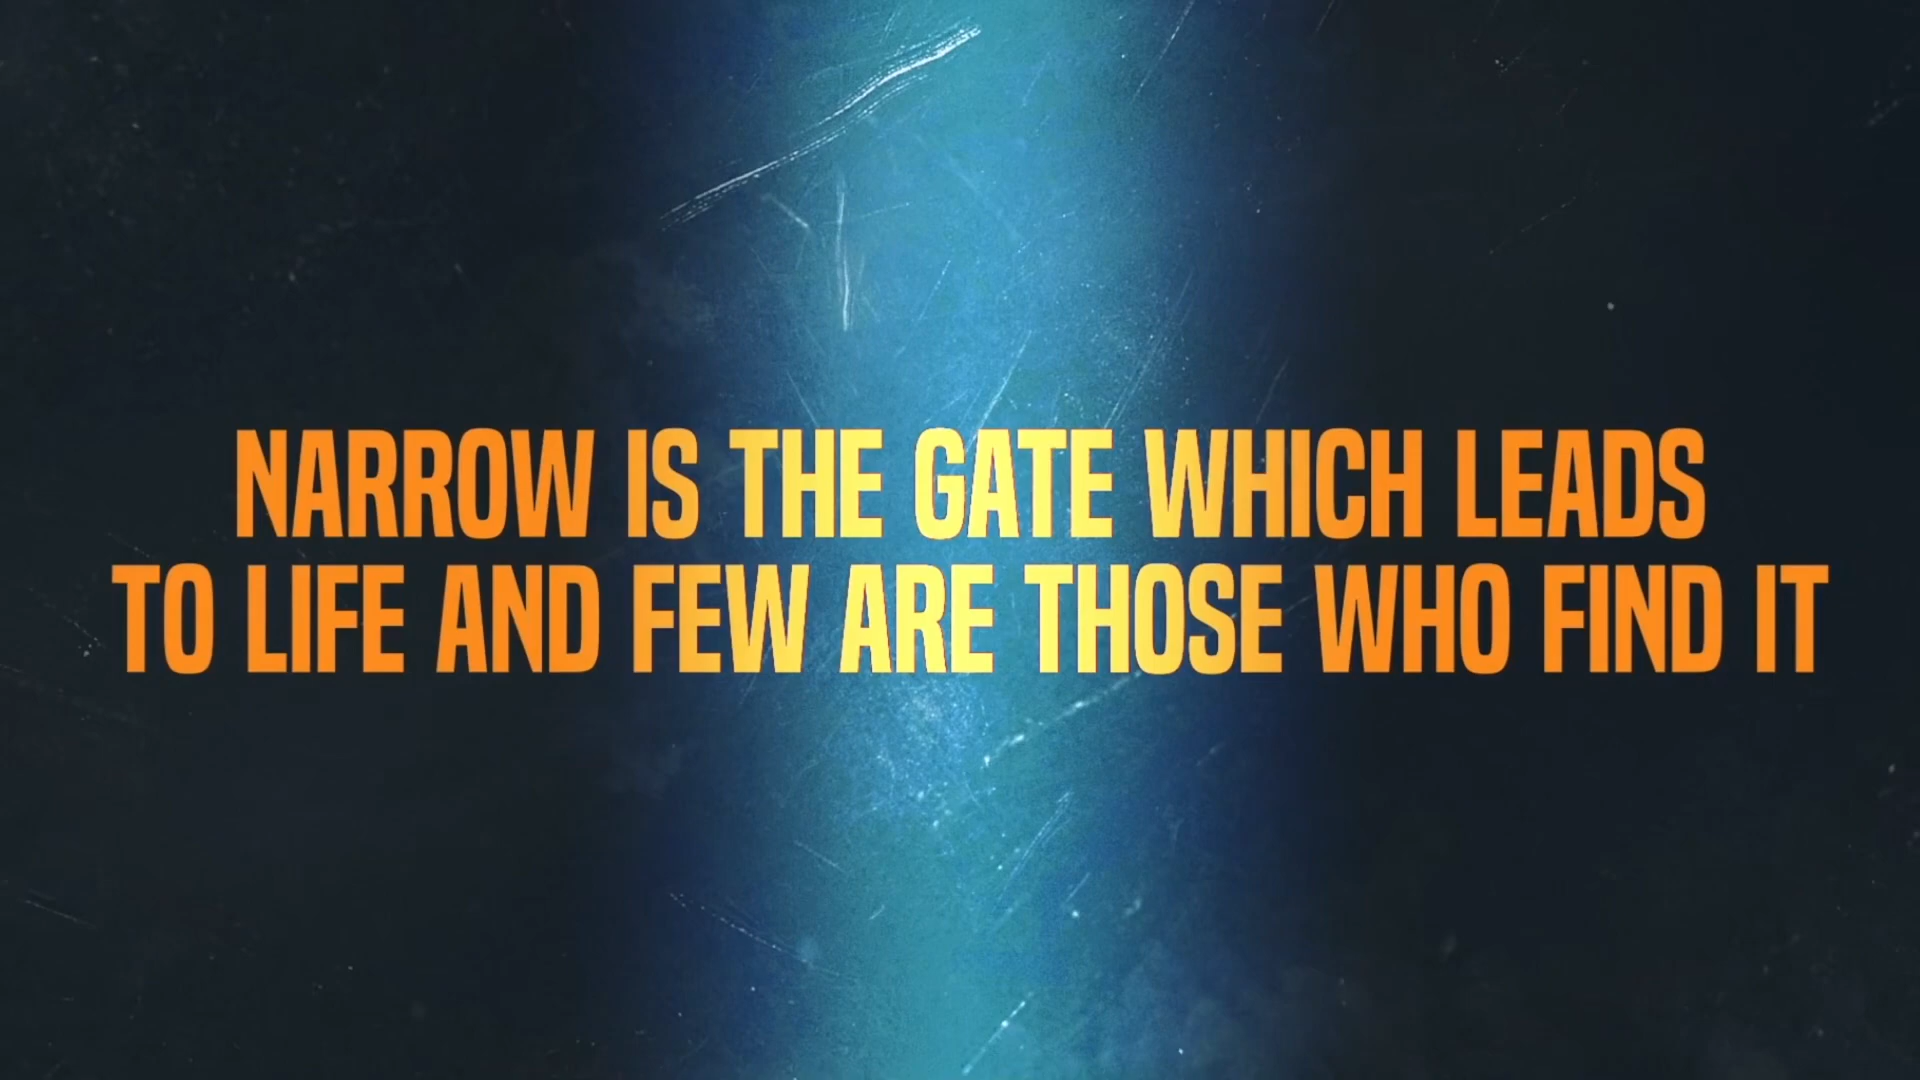 NARROW IS THE GATE WHICH LEADS
TO LIFE AND FEW ARE THOSE WHO FIND IT